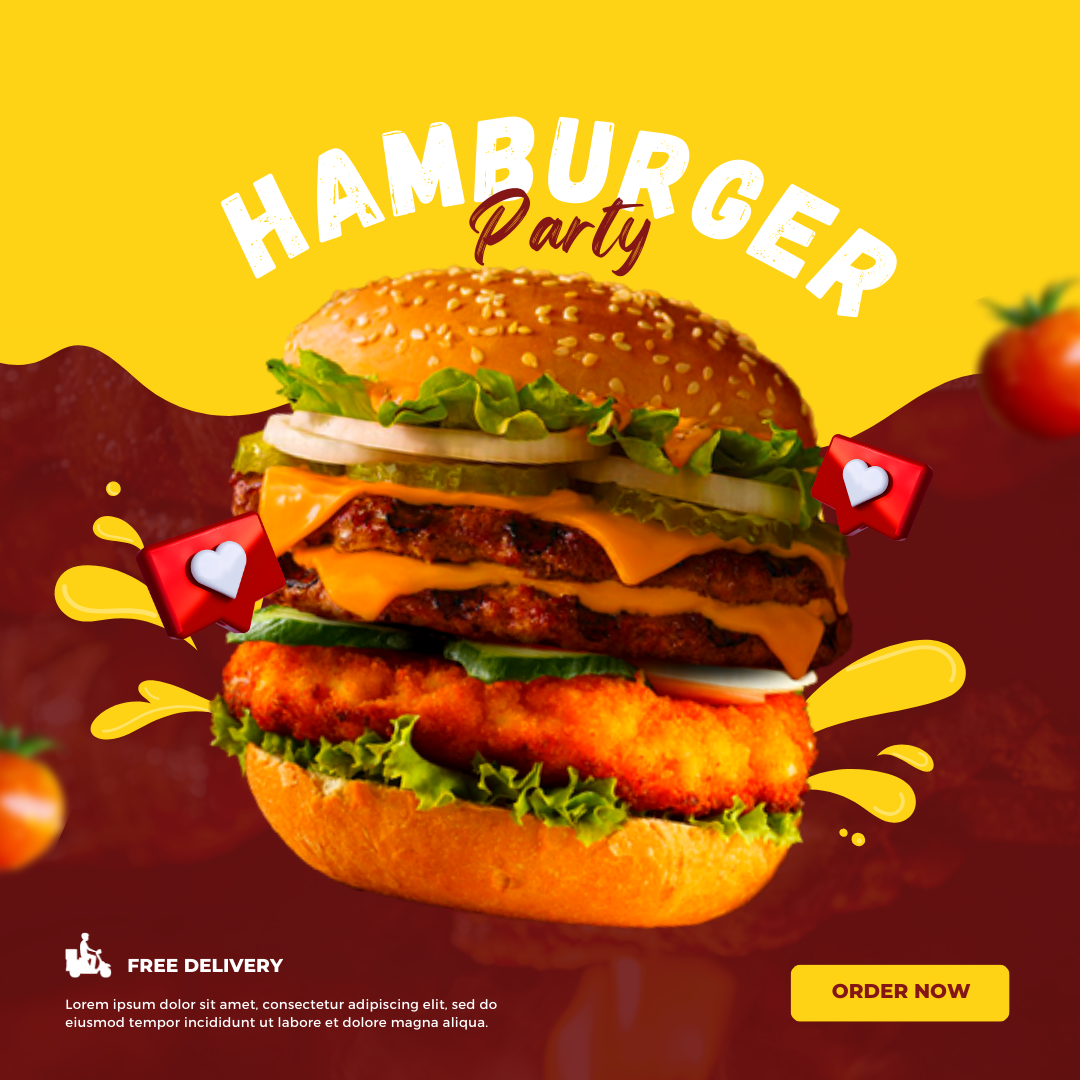 HAMBURGER
Party
FREE DELIVERY
Lorem ipsum dolor sit amet, consectetur adipiscing elit, sed do
eiusmod tempor incididunt ut labore et dolore magna aliqua.
ORDER NOW